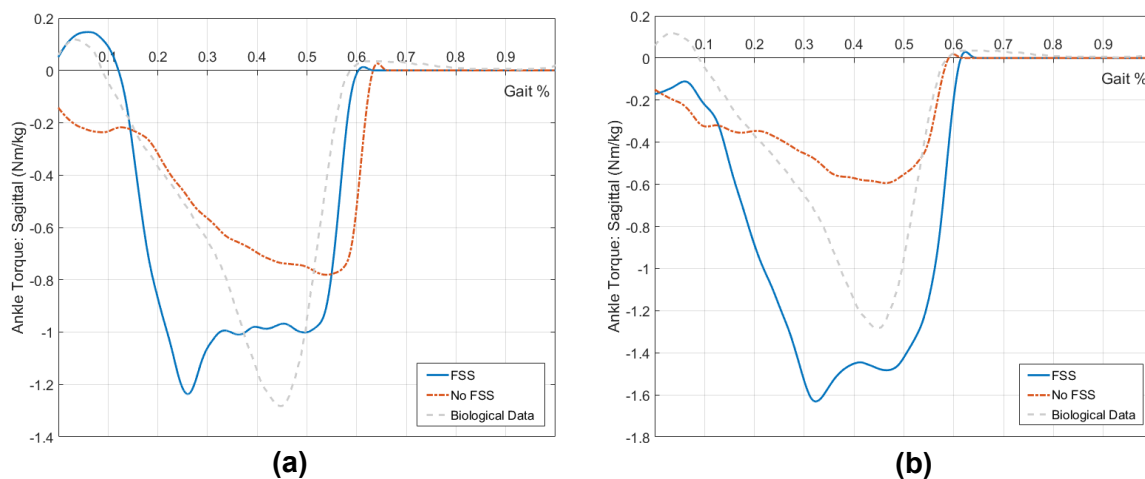 0.2
0
-0.2
-0.4
-0.6
-0.8
-1
-1.2
-1.4
0.1 0.2 0.3 0.4 0.5 0.6 0.7 0.8 0.9
Gait %
Ankle Torque: Sagittal (Nm/kg)
FSS
No FSS
Biological Data
(a)
0.2
0
-0.2
-0.4
-0.6
-0.8
-1
-1.2
-1.4
-1.6
-1.8
0.1 0.2 0.3 0.4 0.5 0.6 0.7 0.8 0.9
Gait %
Ankle Torque: Sagittal (Nm/kg)
FSS
No FSS
Biological Data
(b)